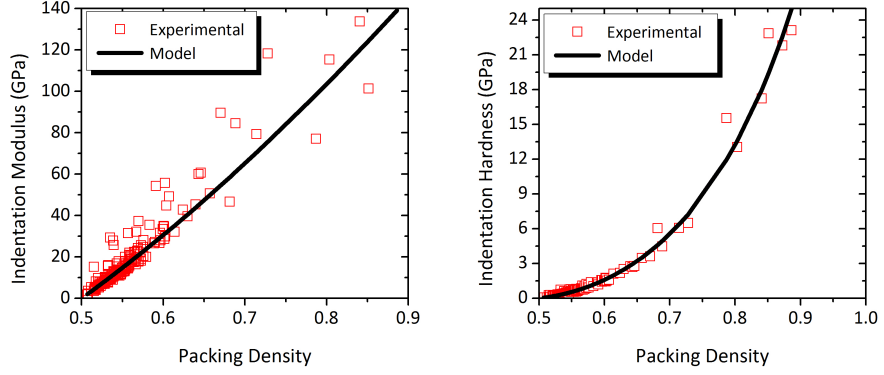 Indentation Modulus (GPa)
140
120
100
80
60
40
20
0
Experimental
Model
0.5 0.6 0.7 0.8 0.9
Packing Density
Indentation Hardness (GPa)
24
21
18
15
12
9
6
3
0
Experimental
Model
0.5 0.6 0.7 0.8 0.9 1.0
Packing Density